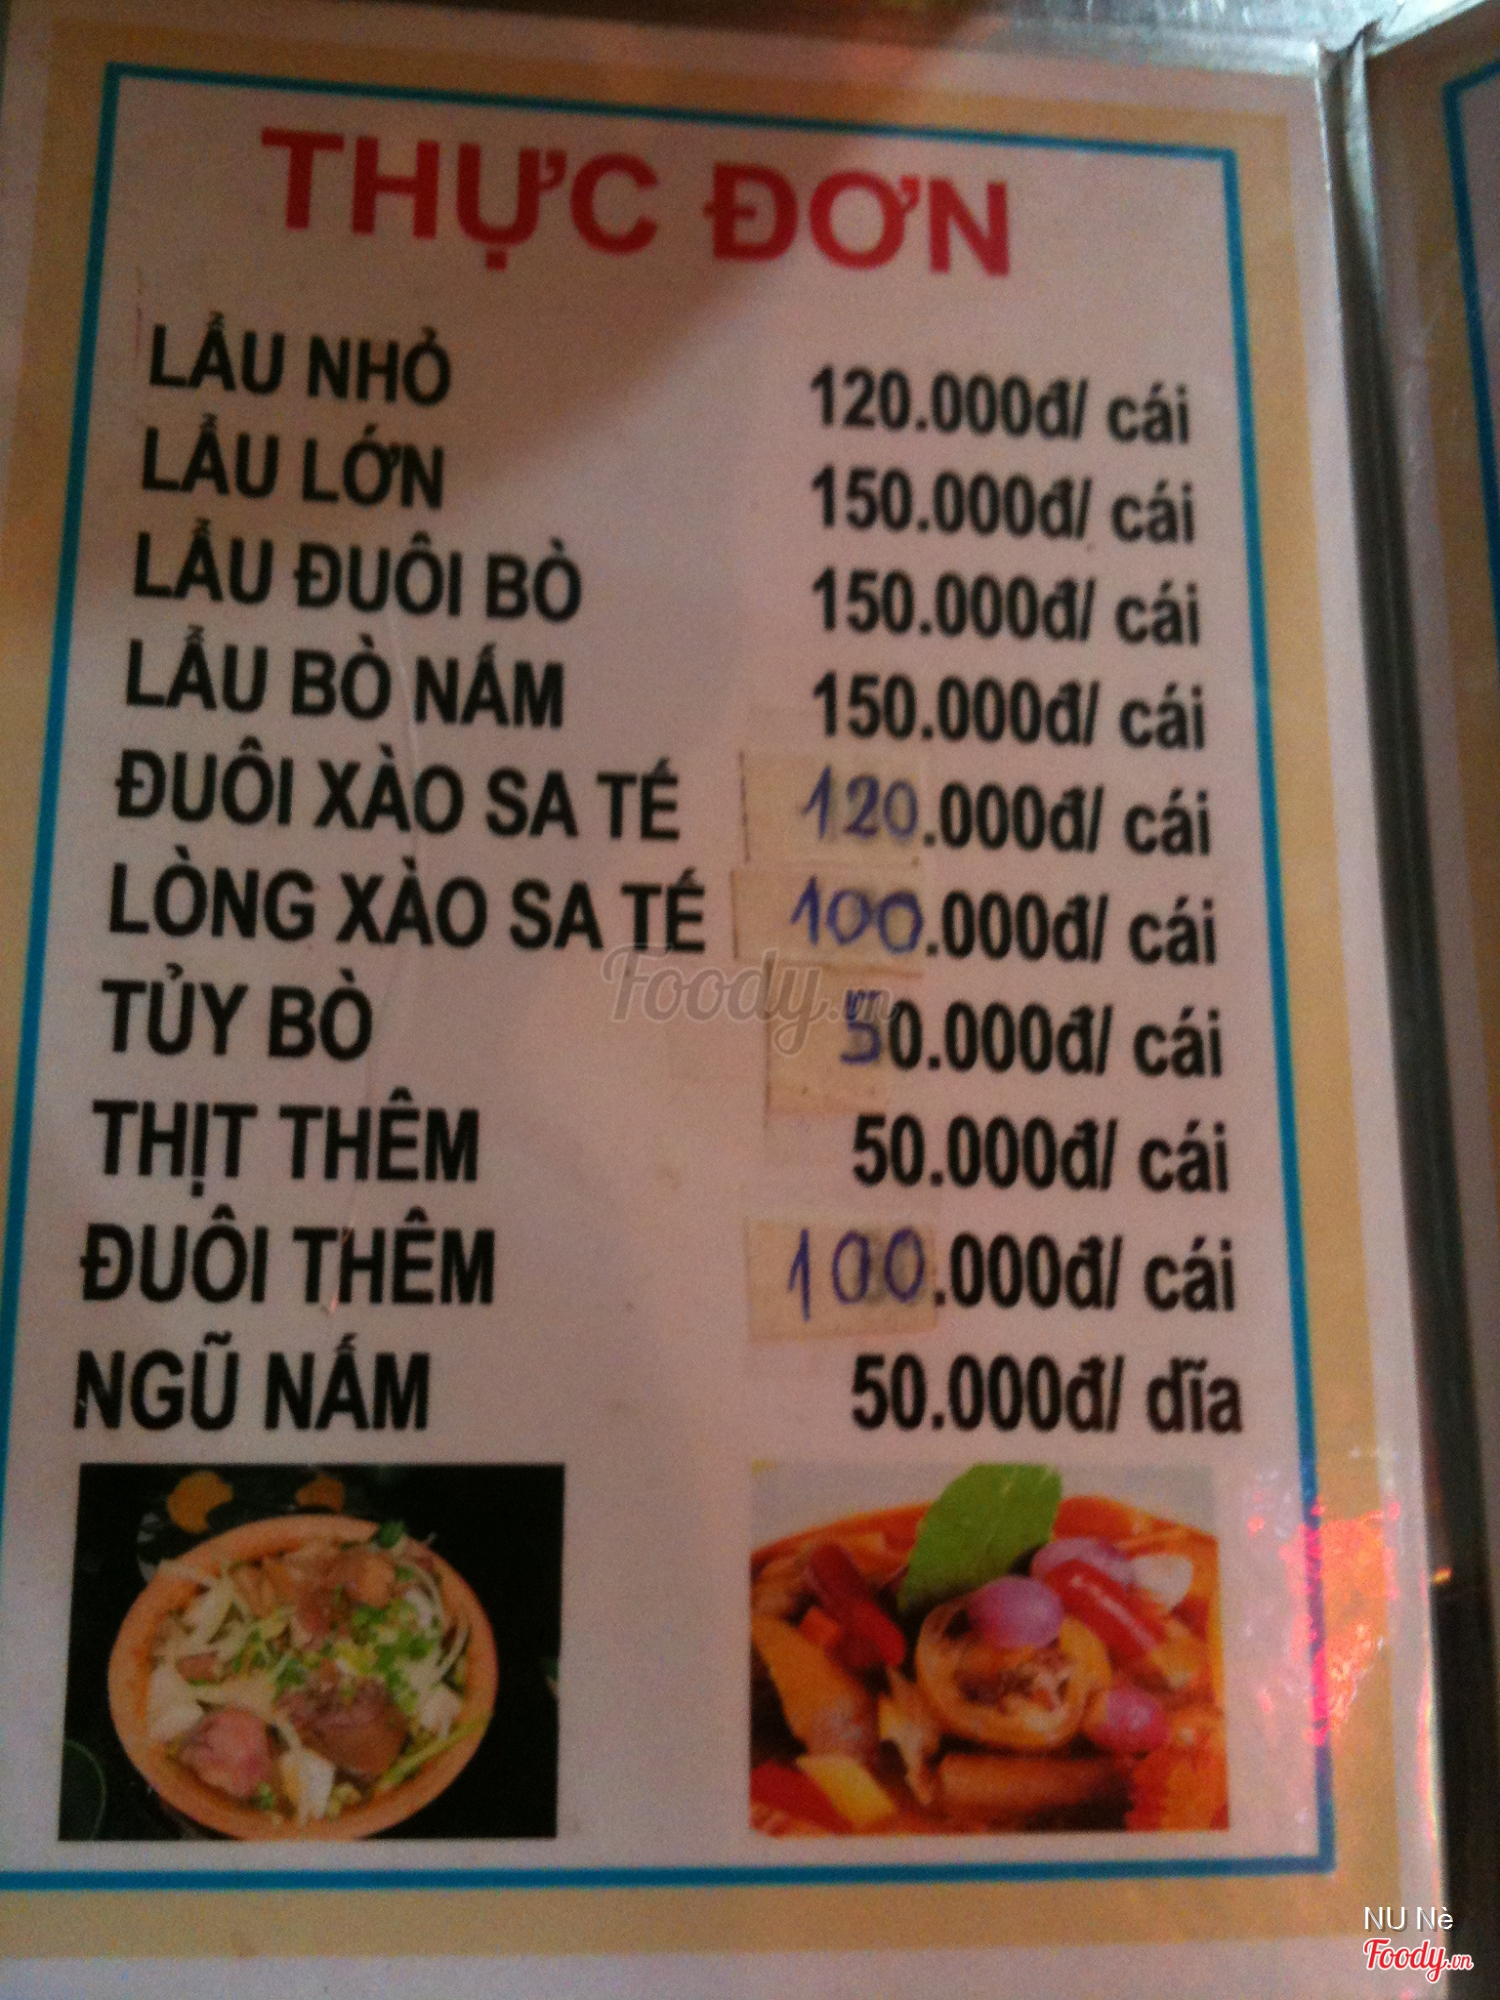 THỰC ĐƠN
LẨU NHỎ 120.000đ/ cái
LẨU LỚN 150.000đ/ cái
LẨU ĐUÔI BÒ 150.000đ/ cái
LẨU BÒ NẤM 150.000đ/ cái
ĐUÔI XÀO SA TẾ 120.000đ/ cái
LÒNG XÀO SA TẾ 100.000đ/ cái
TỦY BÒ 50.000đ/ cái
THỊT THÊM 50.000đ/ cái
ĐUÔI THÊM 100.000đ/ cái
NGŨ NẤM 50.000đ/ dĩa
Foody.vn
NU Nè
Foody.vn